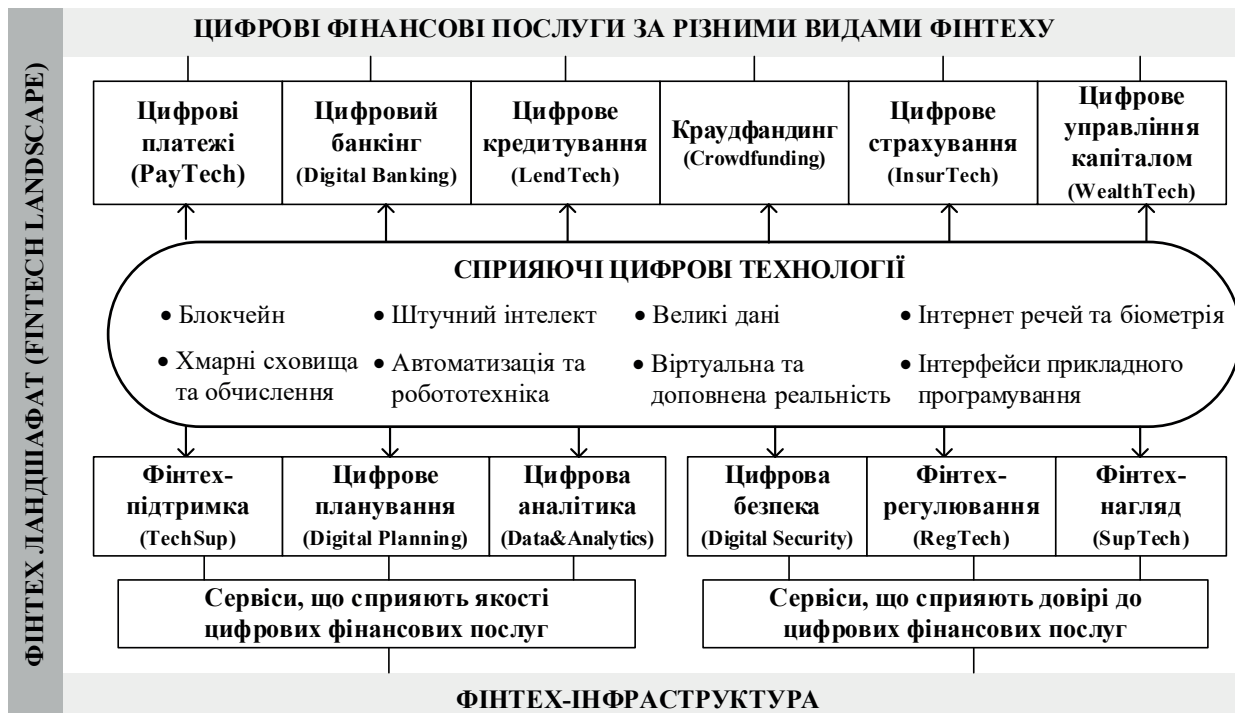 ФІНТЕХ ЛАНДШАФАТ (FINTECH LANDSCAPE)
ЦИФРОВІ ФІНАНСОВІ ПОСЛУГИ ЗА РІЗНИМИ ВИДАМИ ФІНТЕХУ
Цифрові
платежі
(PayTech)
Цифровий
банкінг
(Digital Banking)
Цифрове
кредитування
(LendTech)
Краудфандинг
(Crowdfunding)
Цифрове
страхування
(InsurTech)
Цифрове
управління
капіталом
(WealthTech)
СПРИЯЮЧІ ЦИФРОВІ ТЕХНОЛОГІЇ
• Блокчейн
• Штучний інтелект
• Великі дані
• Інтернет речей та біометрія
• Хмарні сховища
та обчислення
• Автоматизація та
робототехніка
• Віртуальна та
доповнена реальність
• Інтерфейси прикладного
програмування
Фінтех-
підтримка
(TechSup)
Цифрове
планування
(Digital Planning)
Цифрова
аналітика
(Data&Analytics)
Цифрова
безпека
(Digital Security)
Фінтех-
регулювання
(RegTech)
Фінтех-
нагляд
(SupTech)
Сервіси, що сприяють якості
цифрових фінансових послуг
Сервіси, що сприяють довірі до
цифрових фінансових послуг
ФІНТЕХ-ІНФРАСТРУКТУРА